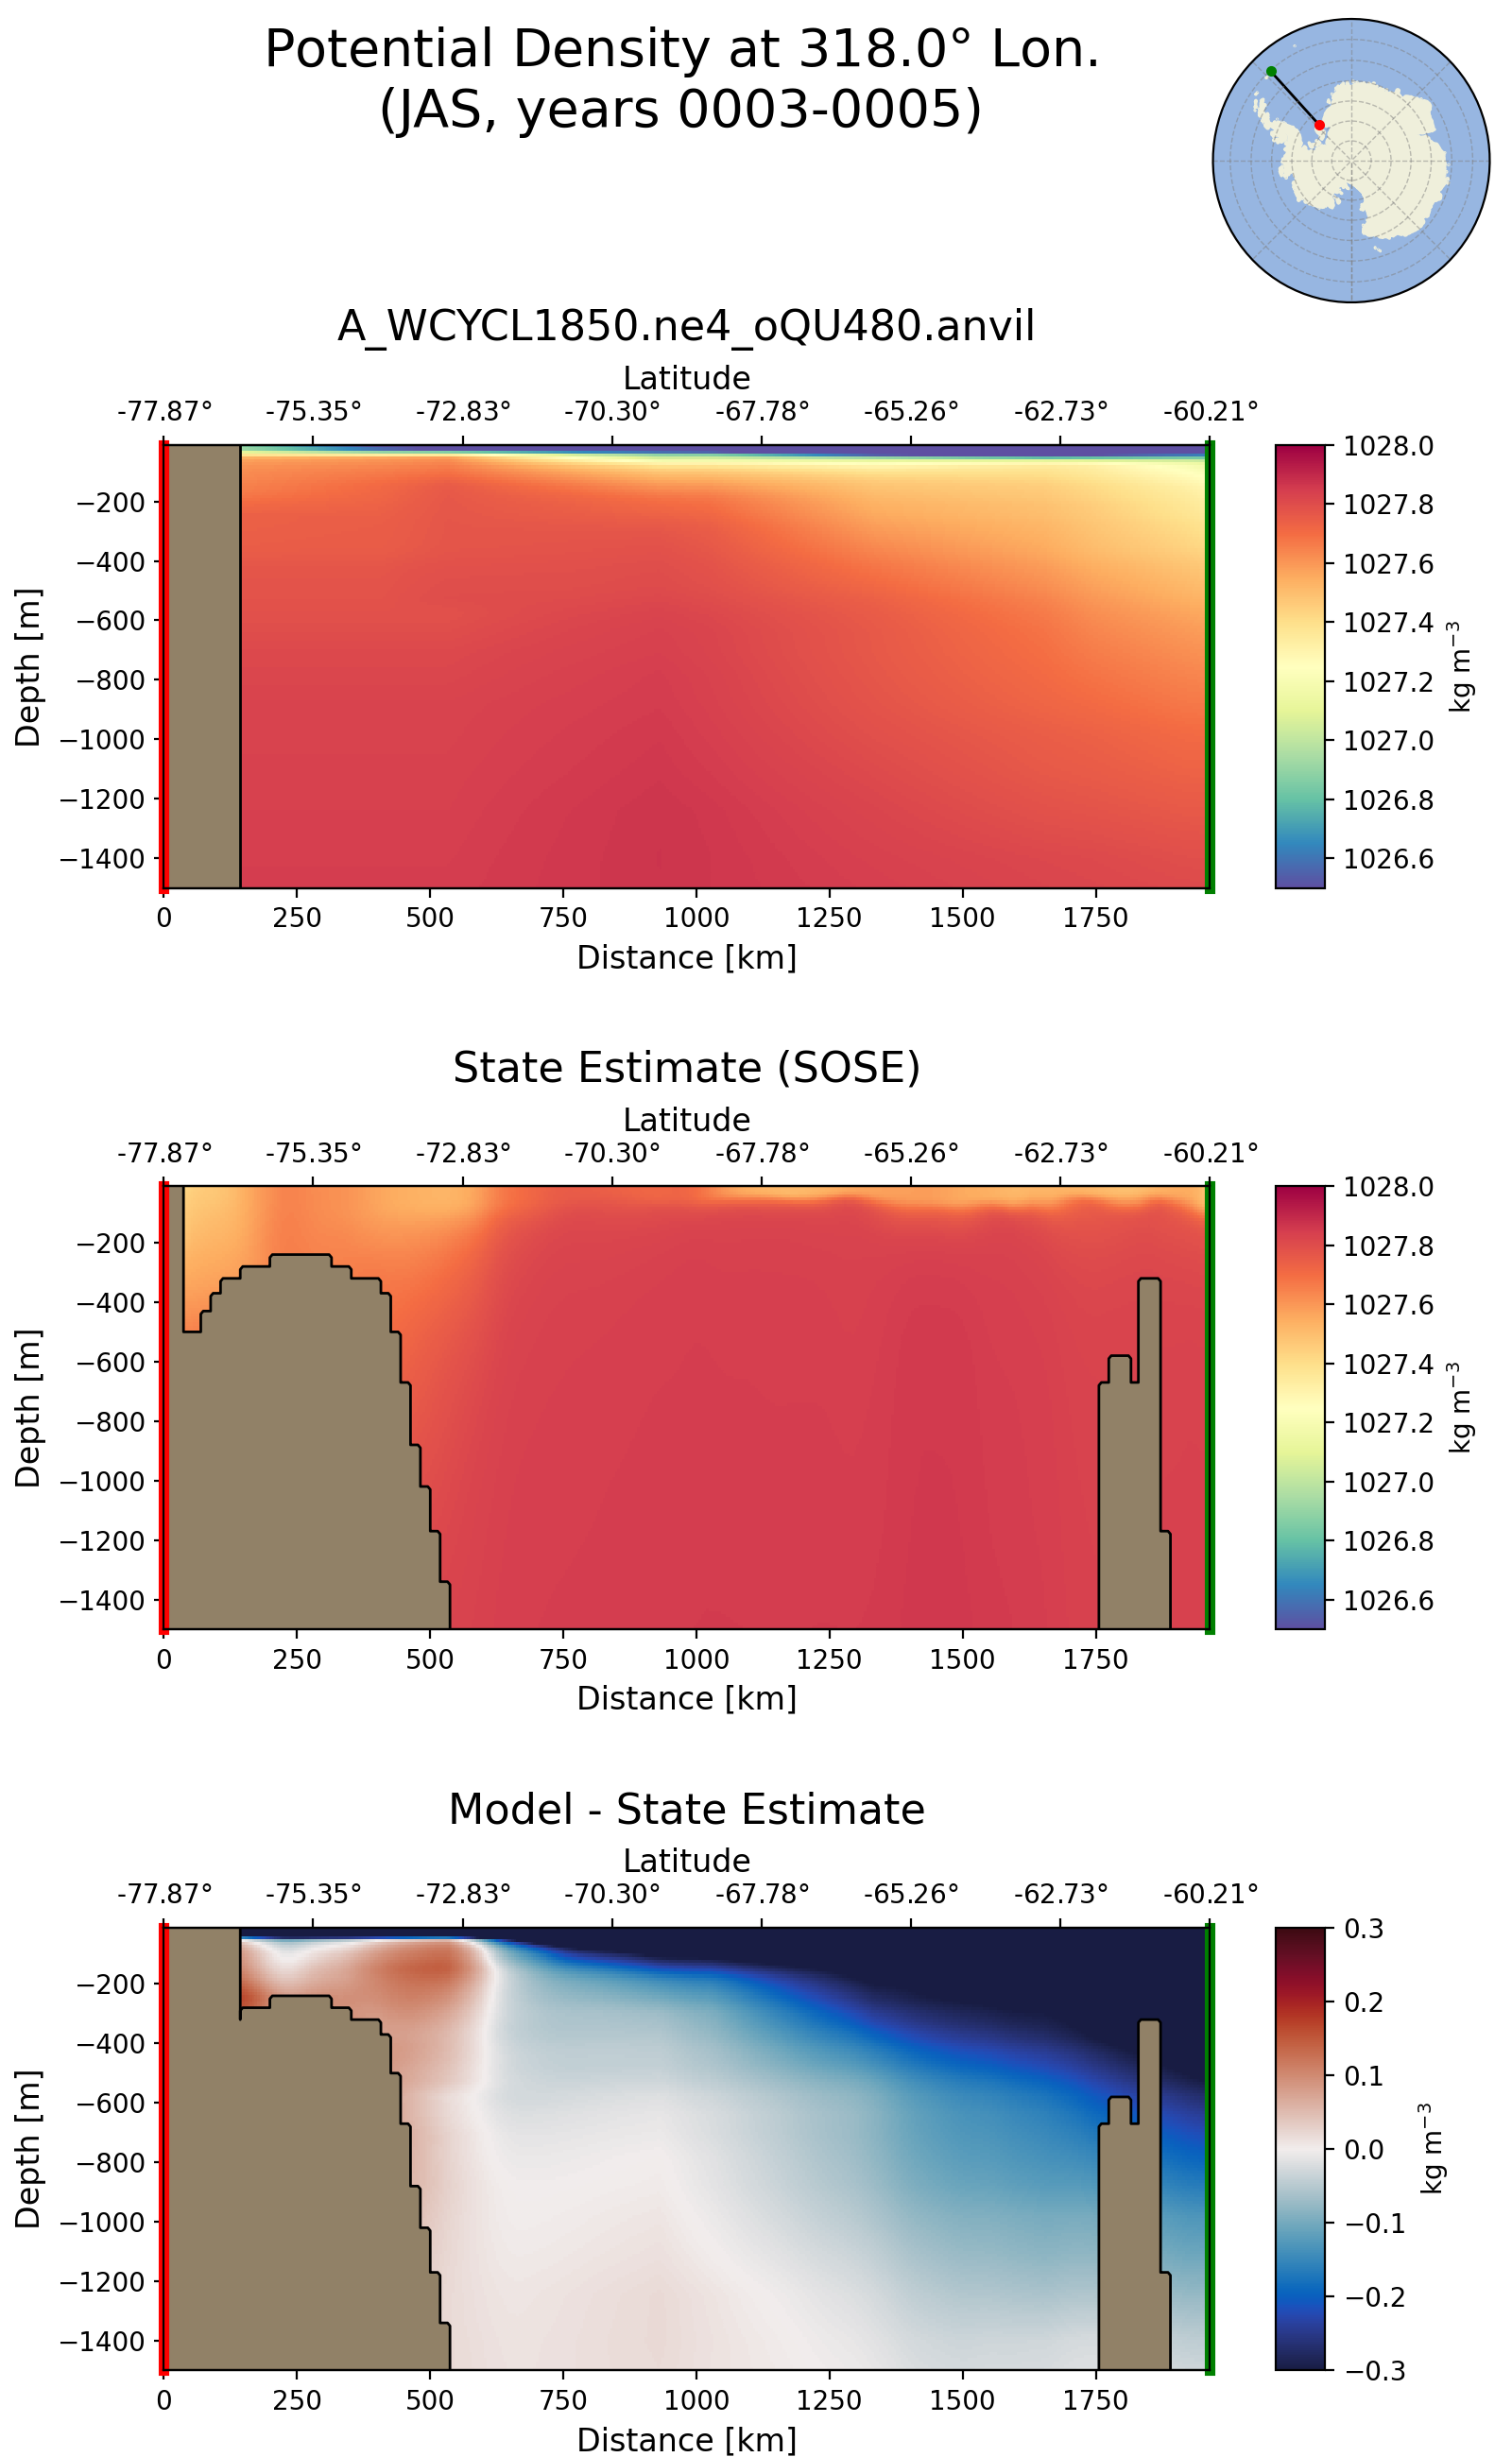 Potential Density at 318.0° Lon.
(JAS, years 0003-0005)
A_WCYCL1850.ne4_oQU480.anvil
Latitude
-77.87° -75.35° -72.83° -70.30° -67.78° -65.26° -62.73° -60.21°
−200
−400
−600
−800
−1000
−1200
−1400
Depth [m]
0 250 500 750 1000 1250 1500 1750
Distance [km]
1028.0
1027.8
1027.6
1027.4
1027.2
1027.0
1026.8
1026.6
kg m⁻³
State Estimate (SOSE)
Latitude
-77.87° -75.35° -72.83° -70.30° -67.78° -65.26° -62.73° -60.21°
−200
−400
−600
−800
−1000
−1200
−1400
Depth [m]
0 250 500 750 1000 1250 1500 1750
Distance [km]
1028.0
1027.8
1027.6
1027.4
1027.2
1027.0
1026.8
1026.6
kg m⁻³
Model - State Estimate
Latitude
-77.87° -75.35° -72.83° -70.30° -67.78° -65.26° -62.73° -60.21°
−200
−400
−600
−800
−1000
−1200
−1400
Depth [m]
0 250 500 750 1000 1250 1500 1750
Distance [km]
0.3
0.2
0.1
0.0
−0.1
−0.2
−0.3
kg m⁻³